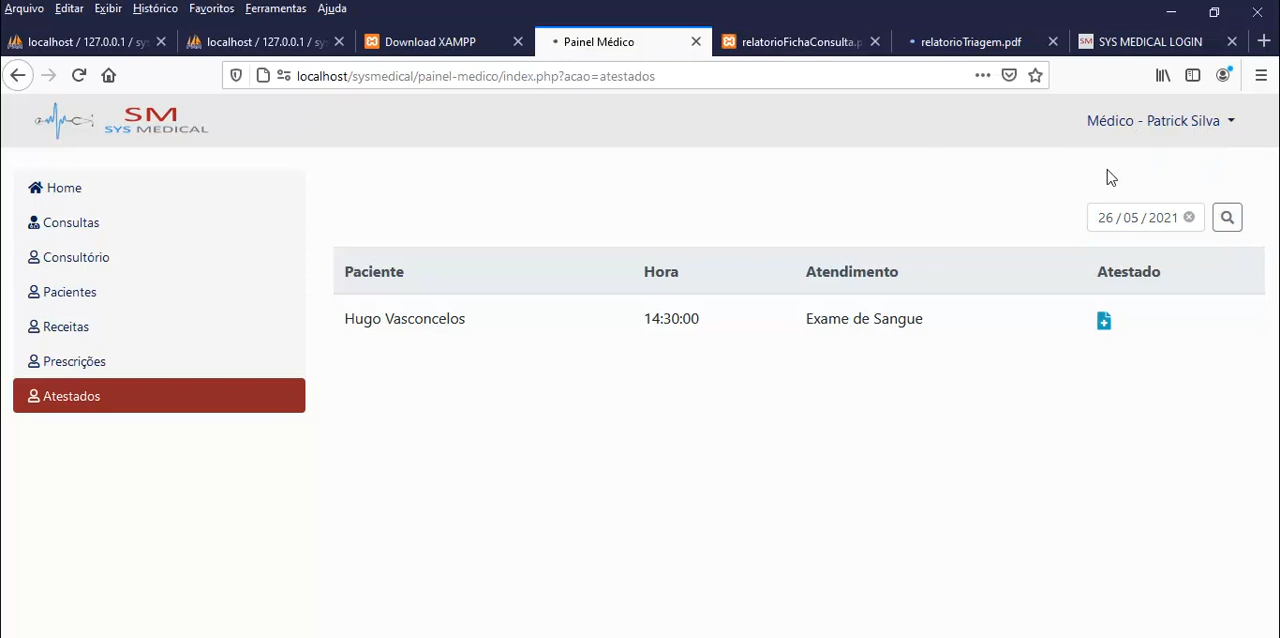 Arquivo Editar Exibir Histórico Favoritos Ferramentas Ajuda
localhost / 127.0.0.1 / sy localhost / 127.0.0.1 / sy Download XAMPP Painel Médico relatorioFichaConsulta.p relatorioTriagem.pdf SM SYS MEDICAL LOGIN
localhost/sysmedical/painel-medico/index.php?acao=atestados
SM
SYS MEDICAL
Médico - Patrick Silva
Home
Consultas
Consultório
Pacientes
Receitas
Prescrições
Atestados
26 / 05 / 2021
Paciente Hora Atendimento Atestado
Hugo Vasconcelos 14:30:00 Exame de Sangue